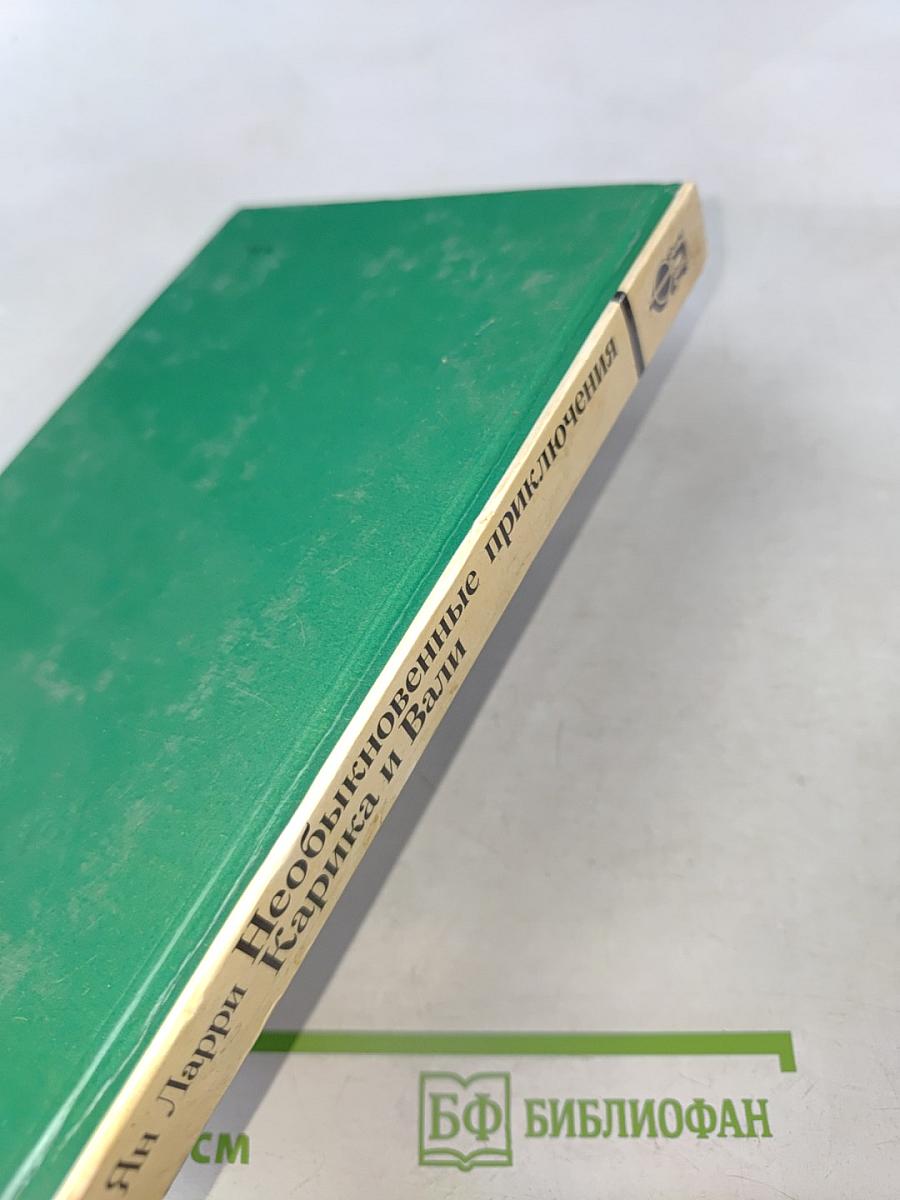 Ян Ларри
Необыкновенные приключения
Карика и Вали
см
БФ БИБЛИОФАН